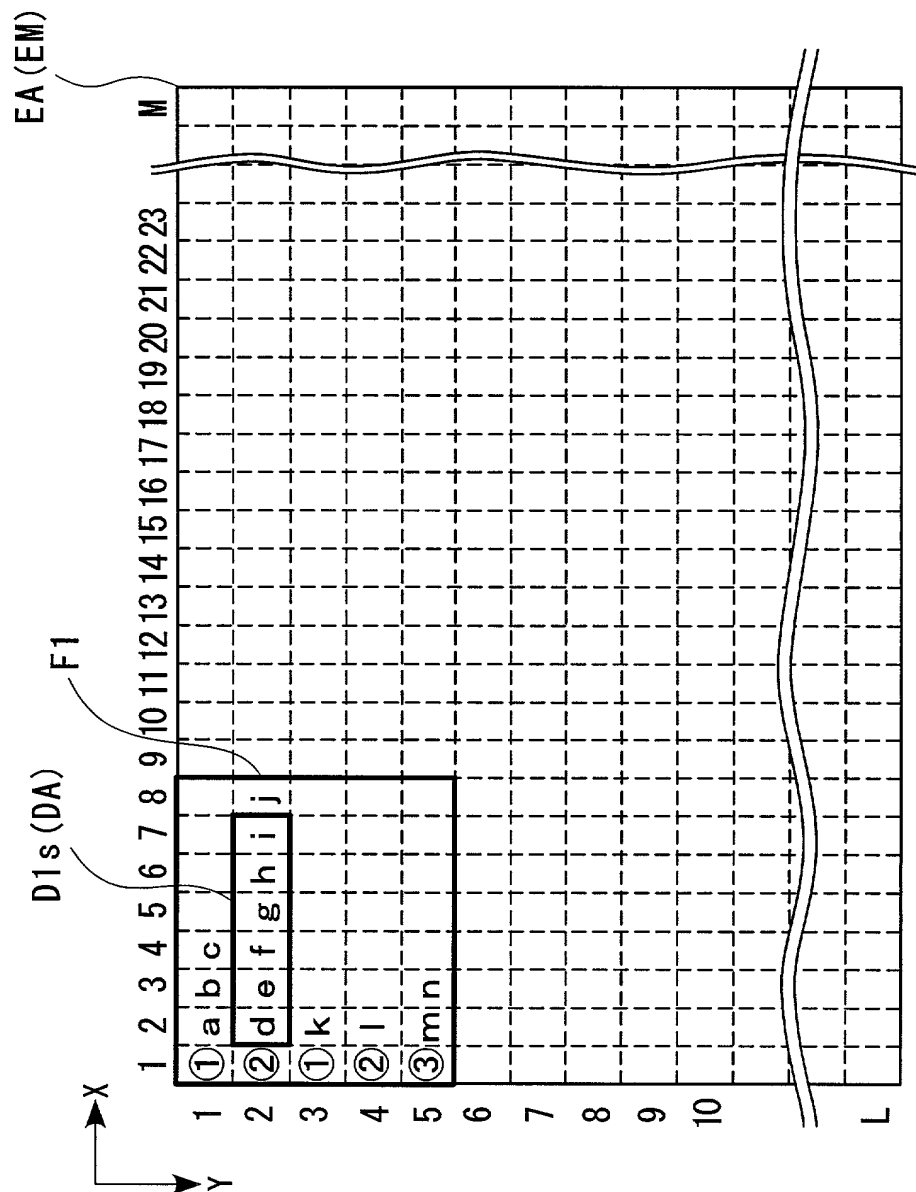 EA(EM)
F1
D1s(DA)
X
1 2 3 4 5 6 7 8 9 10 11 12 13 14 15 16 17 18 19 20 21 22 23 M
1 ① a b c
2 ② d e f g h i j
3 ① k
4 ② l
5 ③ m n
6
7
8
9
10
L
Y